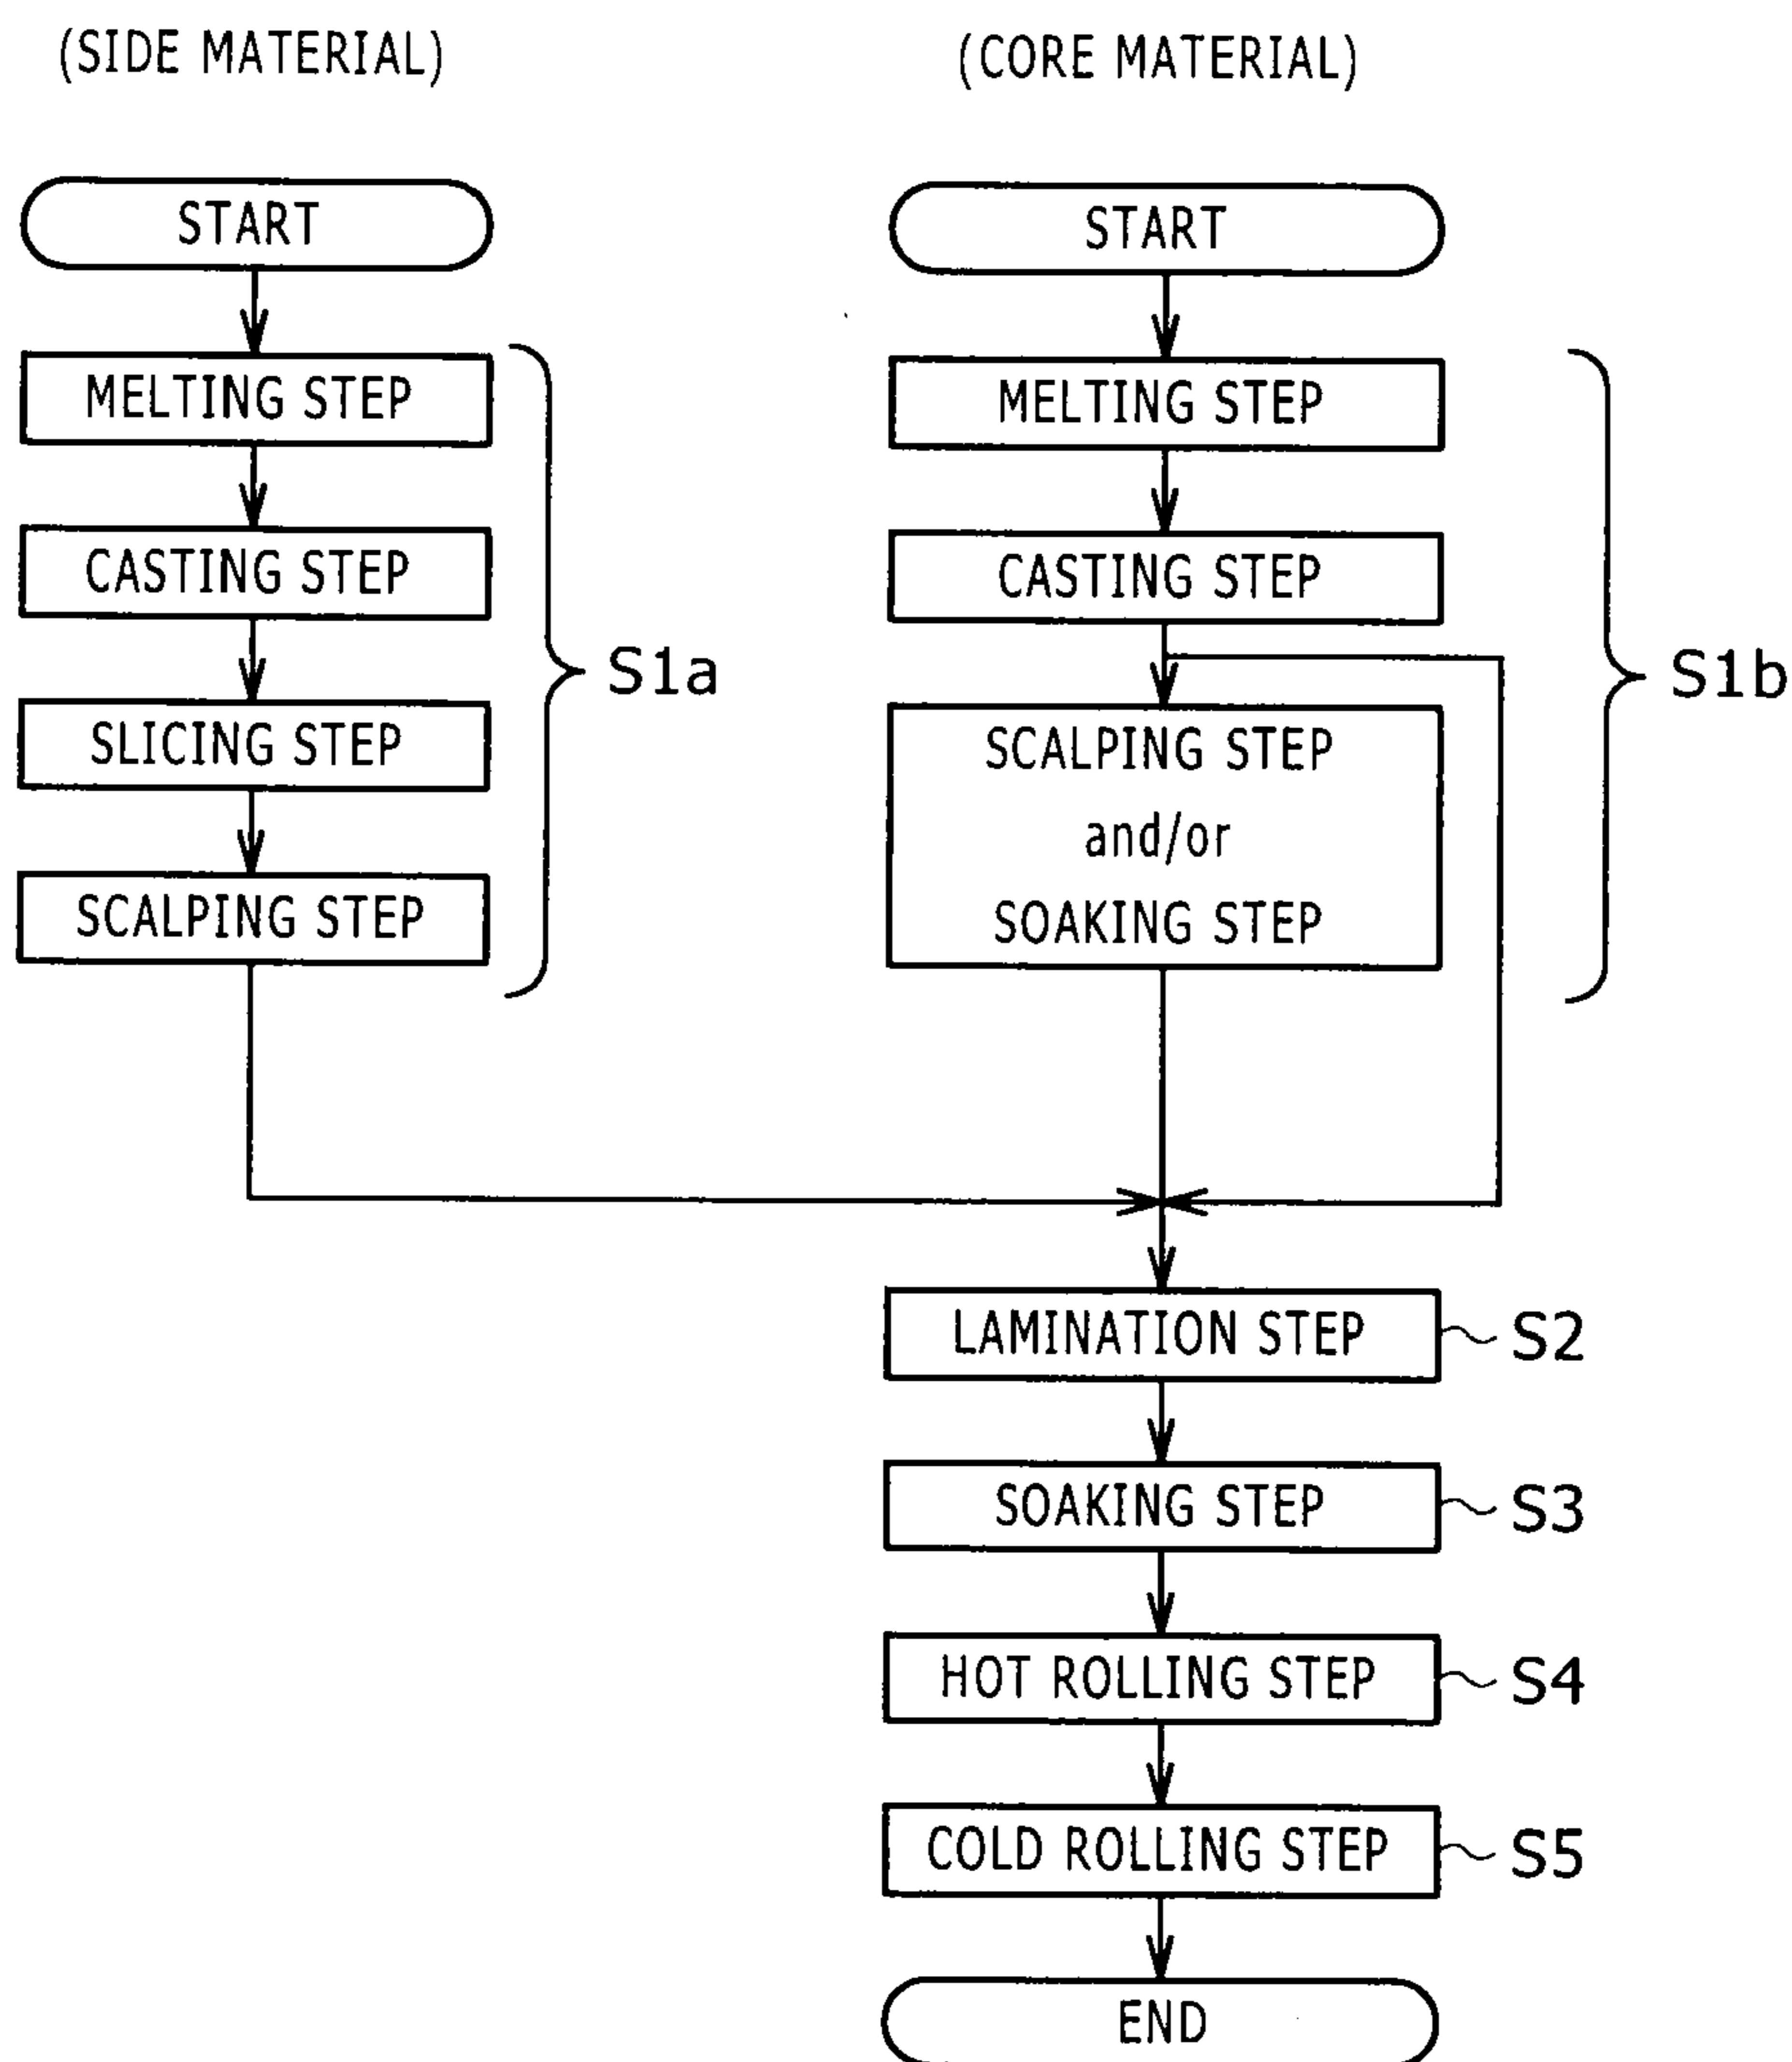 (SIDE MATERIAL)
START
MELTING STEP
CASTING STEP
SLICING STEP
SCALPING STEP
S1a
(CORE MATERIAL)
START
MELTING STEP
CASTING STEP
SCALPING STEP
and/or
SOAKING STEP
S1b
LAMINATION STEP
S2
SOAKING STEP
S3
HOT ROLLING STEP
S4
COLD ROLLING STEP
S5
END